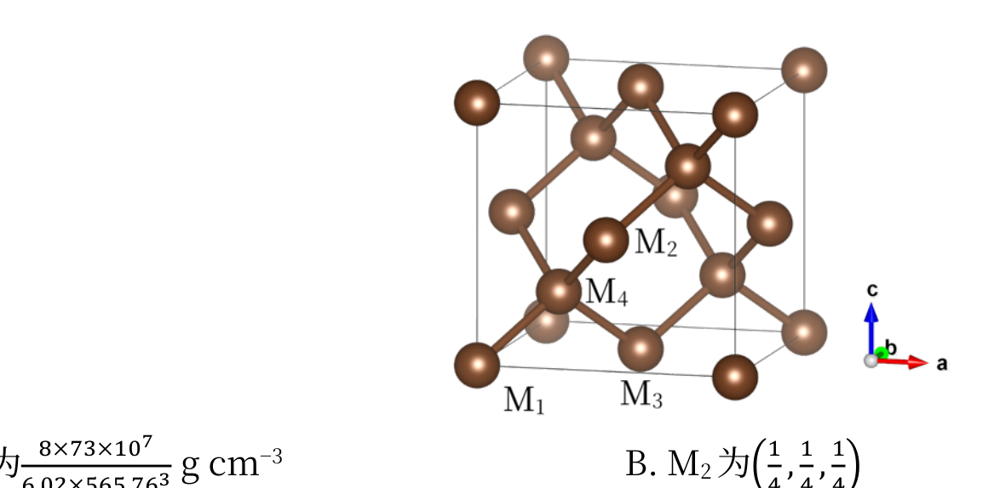 M₂
M₄
c
b
a
M₁
M₃
为 8×73×10⁷/6.02×565.76³ g cm⁻³
B. M₂ 为(1/4, 1/4, 1/4)